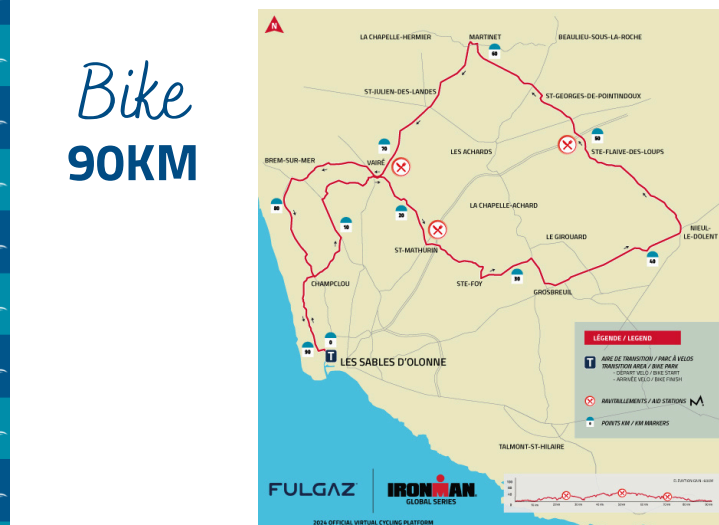 Bike
90KM
N
LA CHAPELLE-HERMIER
MARTINET
BEAULIEU-SOUS-LA-ROCHE
60
ST-JULIEN-DES-LANDES
ST-GEORGES-DE-POINTINDOUX
50
70
LES ACHARDS
STE-FLAIVE-DES-LOUPS
BREM-SUR-MER
VAIRÉ
80
20
LA CHAPELLE-ACHARD
10
NIEUL-
LE-DOLENT
LE GIROUARD
ST-MATHURIN
40
30
STE-FOY
CHAMPCLOU
GROSBREUIL
0
90
T
LES SABLES D'OLONNE
LÉGENDE / LEGEND
T
AIRE DE TRANSITION / PARC À VELOS
TRANSITION AREA / BIKE PARK
- DÉPART VELO / BIKE START
- ARRIVÉE VELO / BIKE FINISH
RAVITAILLEMENTS / AID STATIONS
0
POINTS KM / KM MARKERS
TALMONT-ST-HILAIRE
FULGAZ
IRONMAN
GLOBAL SERIES
2024 OFFICIAL VIRTUAL CYCLING PLATFORM